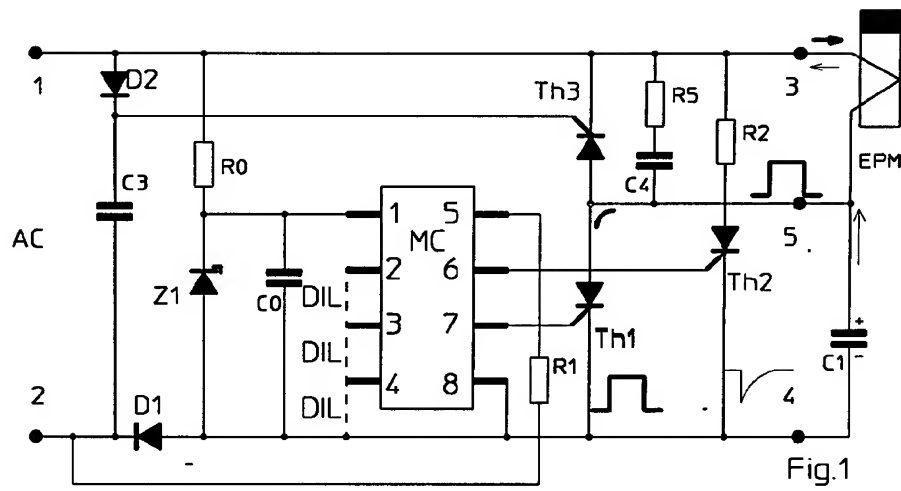 1
D2
Th3
R5
3
R0
R2
C3
EPM
C4
1
5
MC
AC
5
2
6
Z1
C0
DIL
Th2
3
7
DIL
Th1
R1
+
C1
-
4
8
DIL
2
D1
4
Fig.1